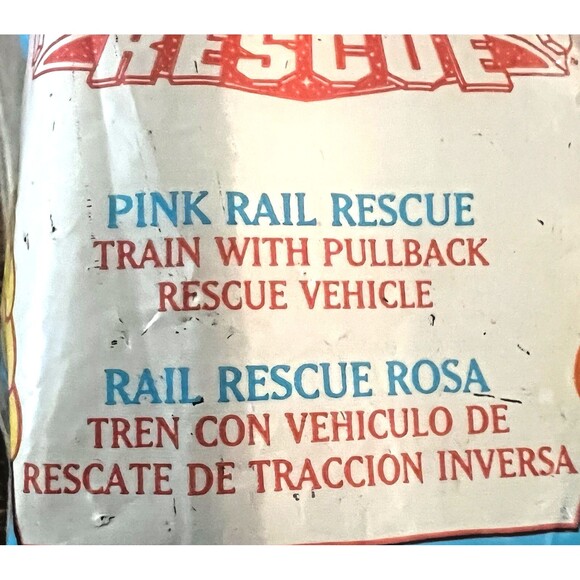 RESCUE
PINK RAIL RESCUE
TRAIN WITH PULLBACK
RESCUE VEHICLE
RAIL RESCUE ROSA
TREN CON VEHICULO DE
RESCATE DE TRACCION INVERSA